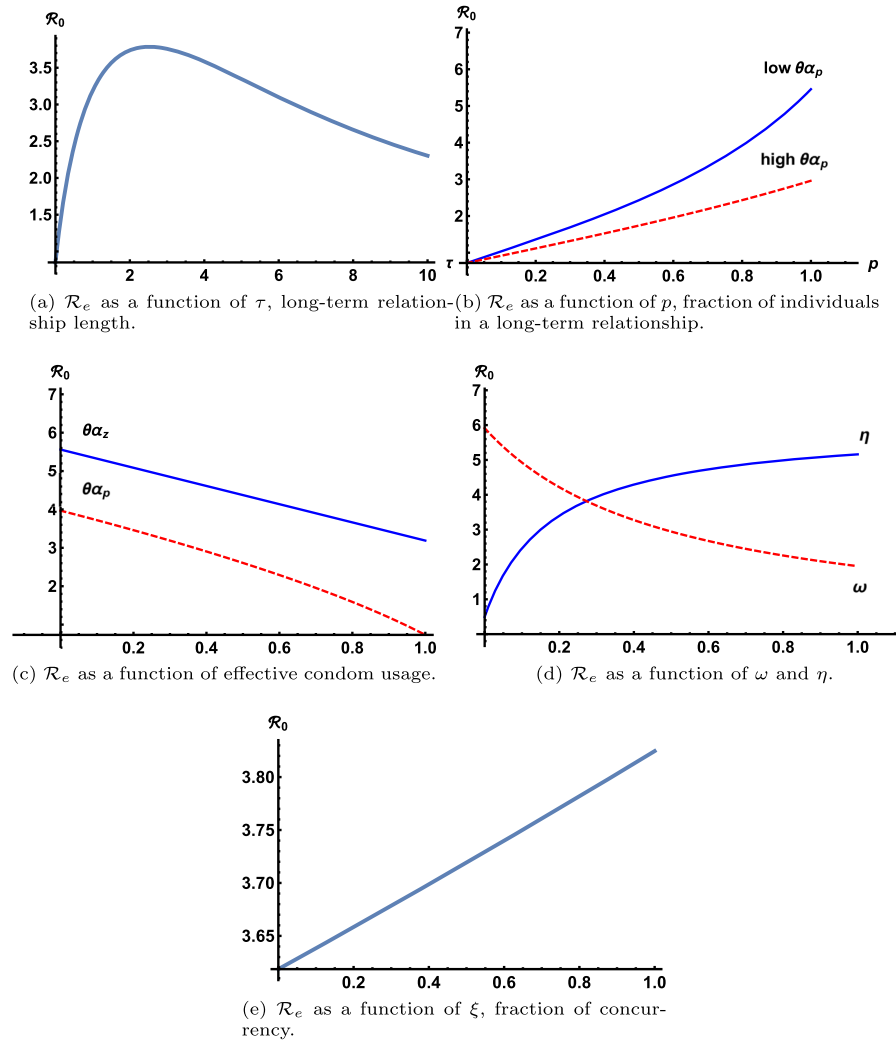 𝓡₀
3.5
3.0
2.5
2.0
1.5
2 4 6 8 10
τ
(a) 𝓡ₑ as a function of τ, long-term relation-
ship length.
𝓡₀
7
6
5
4
3
2
low θαₚ
high θαₚ
0.2 0.4 0.6 0.8 1.0
p
(b) 𝓡ₑ as a function of p, fraction of individuals
in a long-term relationship.
𝓡₀
7
6
5
4
3
2
θα_z
θαₚ
0.2 0.4 0.6 0.8 1.0
(c) 𝓡ₑ as a function of effective condom usage.
𝓡₀
7
6
5
4
3
2
1
η
ω
0.2 0.4 0.6 0.8 1.0
(d) 𝓡ₑ as a function of ω and η.
𝓡₀
3.80
3.75
3.70
3.65
0.2 0.4 0.6 0.8 1.0
(e) 𝓡ₑ as a function of ξ, fraction of concur-
rency.